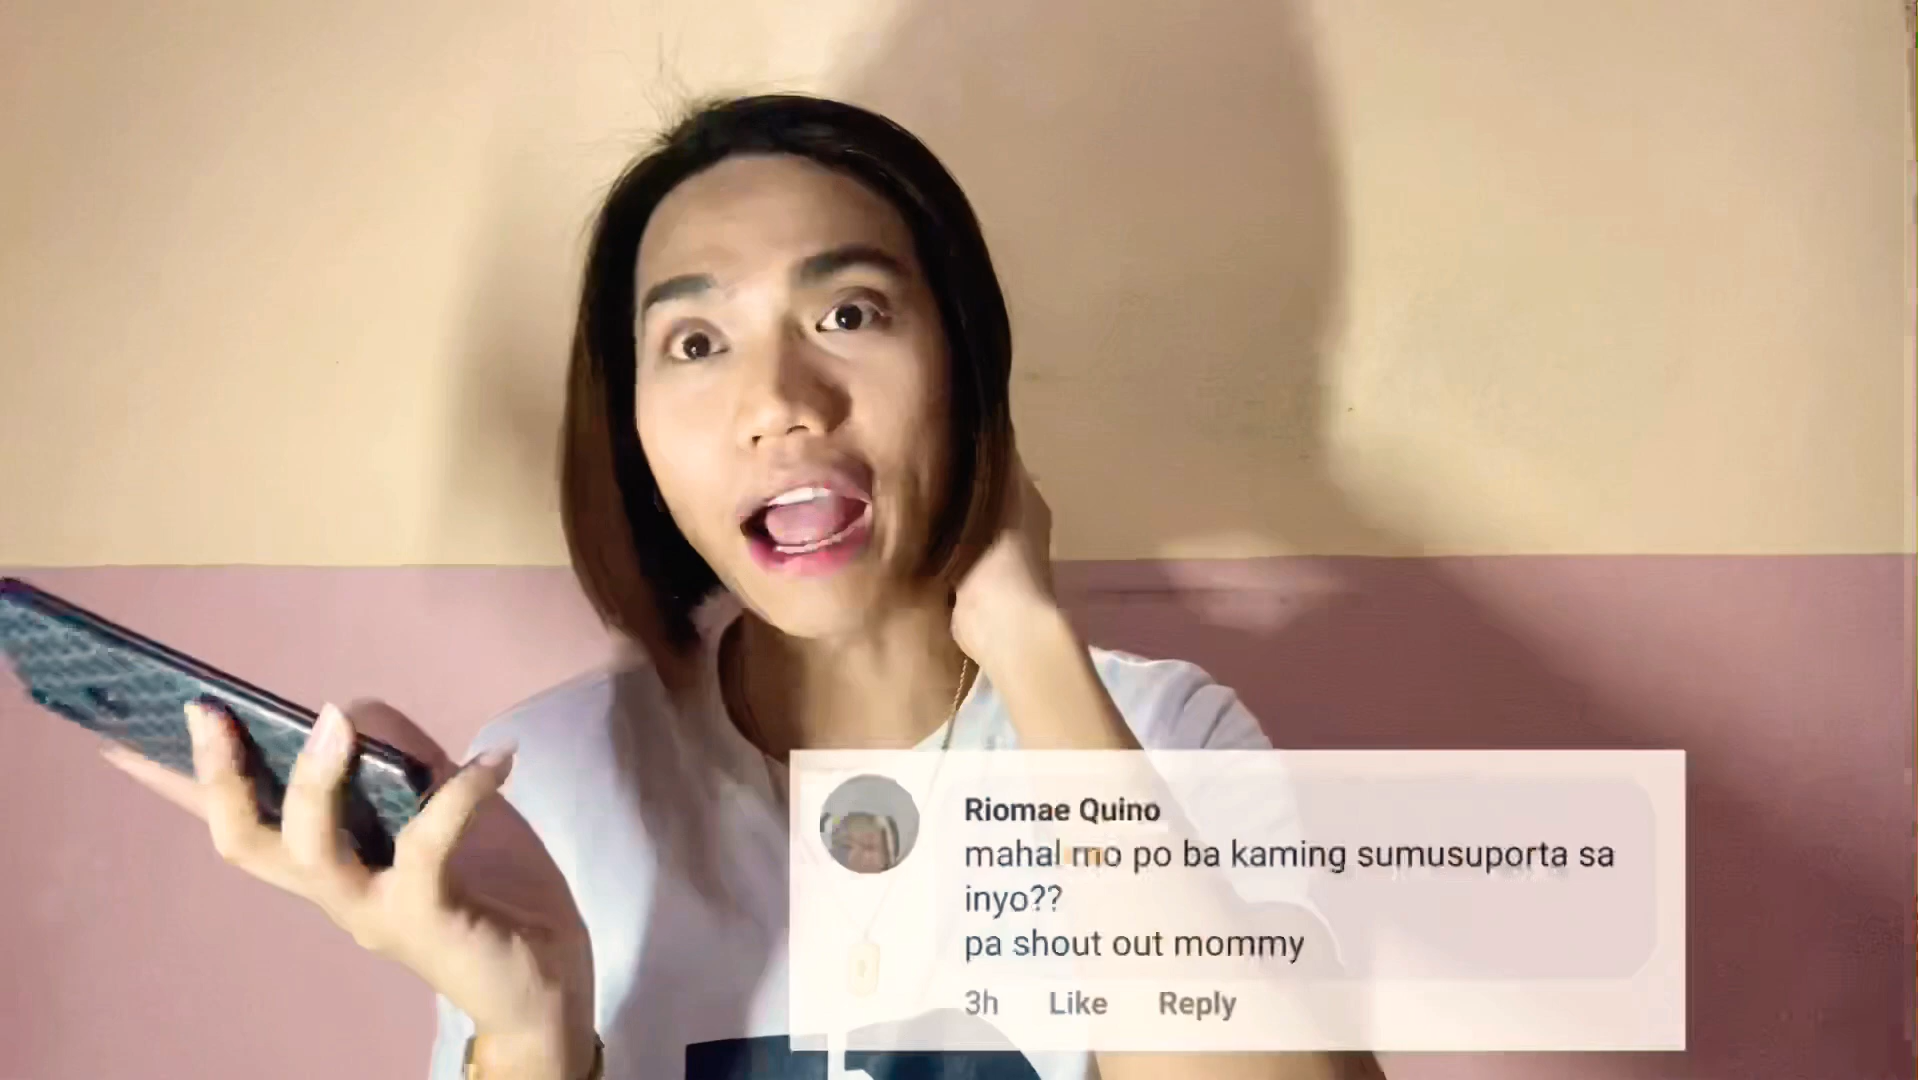 Riomae Quino
mahal mo po ba kaming sumusuporta sa
inyo??
pa shout out mommy
3h Like Reply